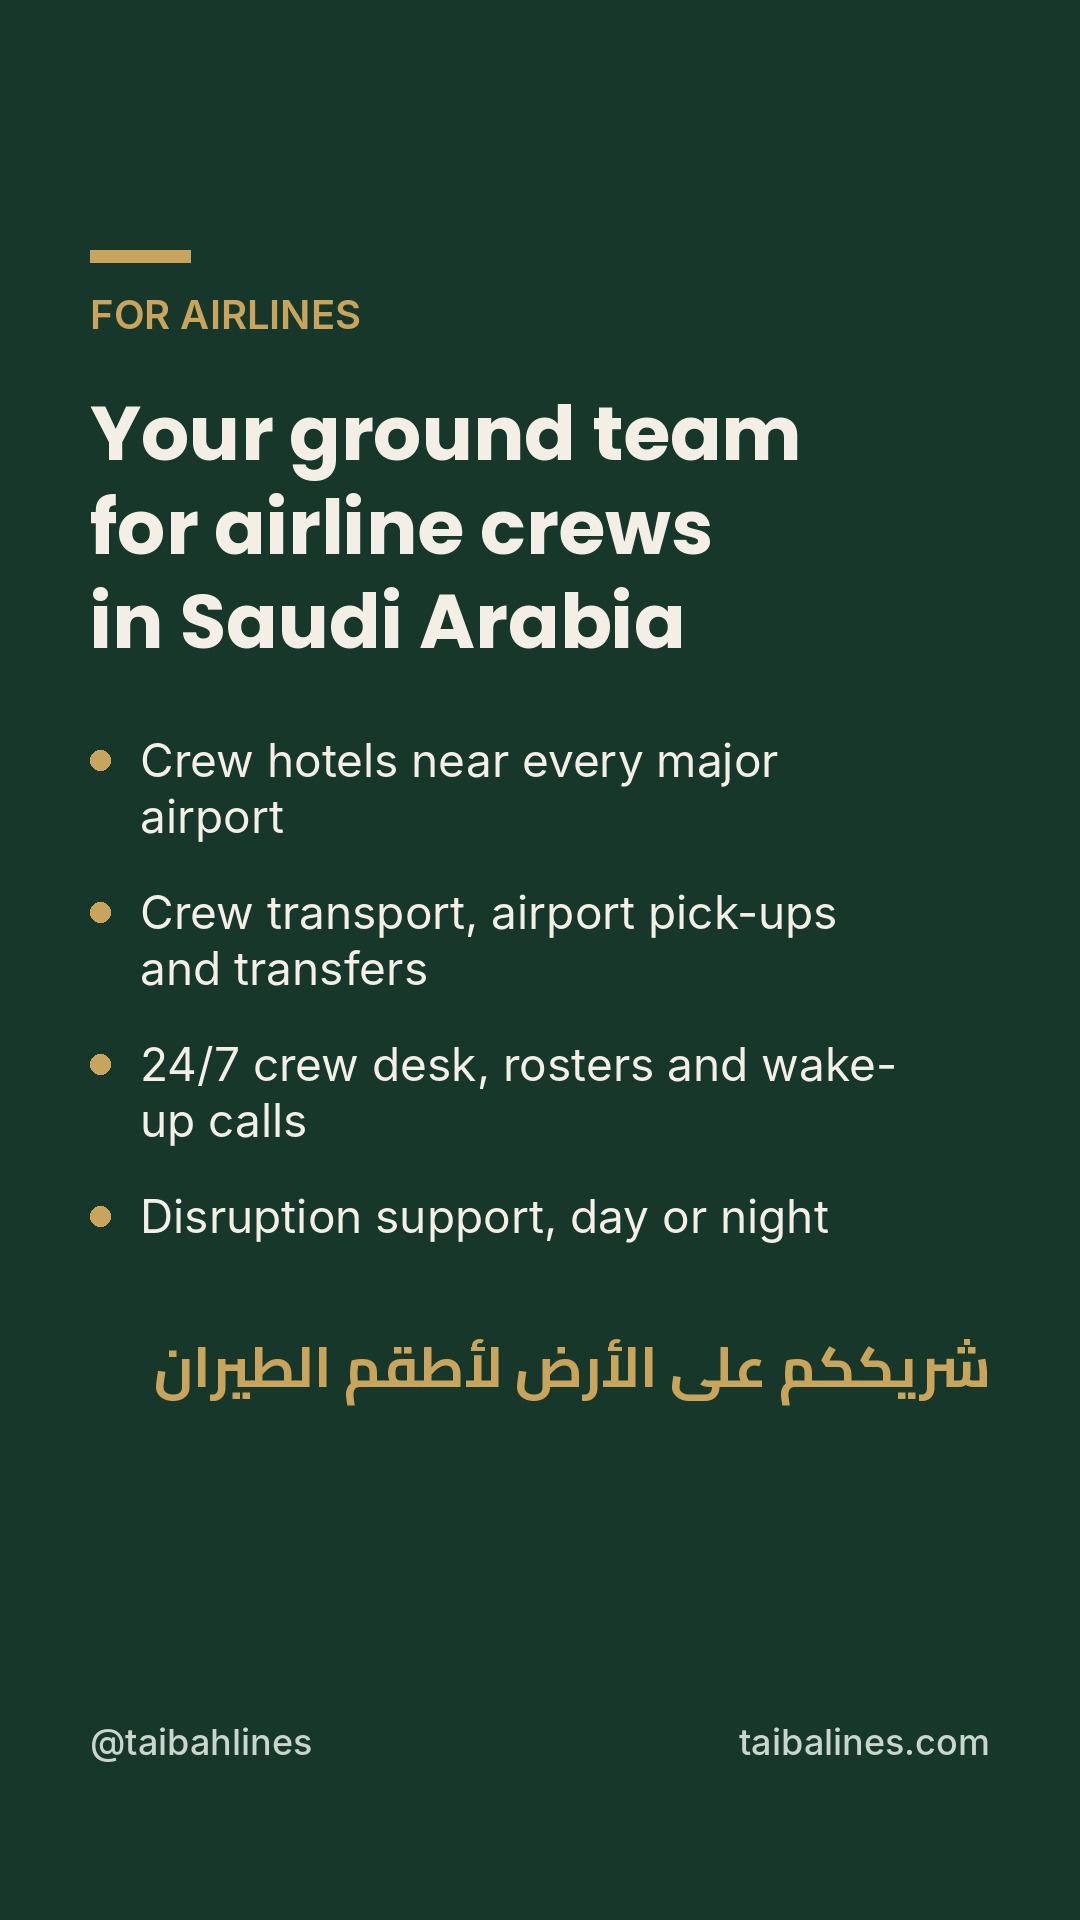 FOR AIRLINES
Your ground team
for airline crews
in Saudi Arabia
Crew hotels near every major
airport
Crew transport, airport pick-ups
and transfers
24/7 crew desk, rosters and wake-
up calls
Disruption support, day or night
شريككم على الأرض لأطقم الطيران
@taibahlines
taibalines.com